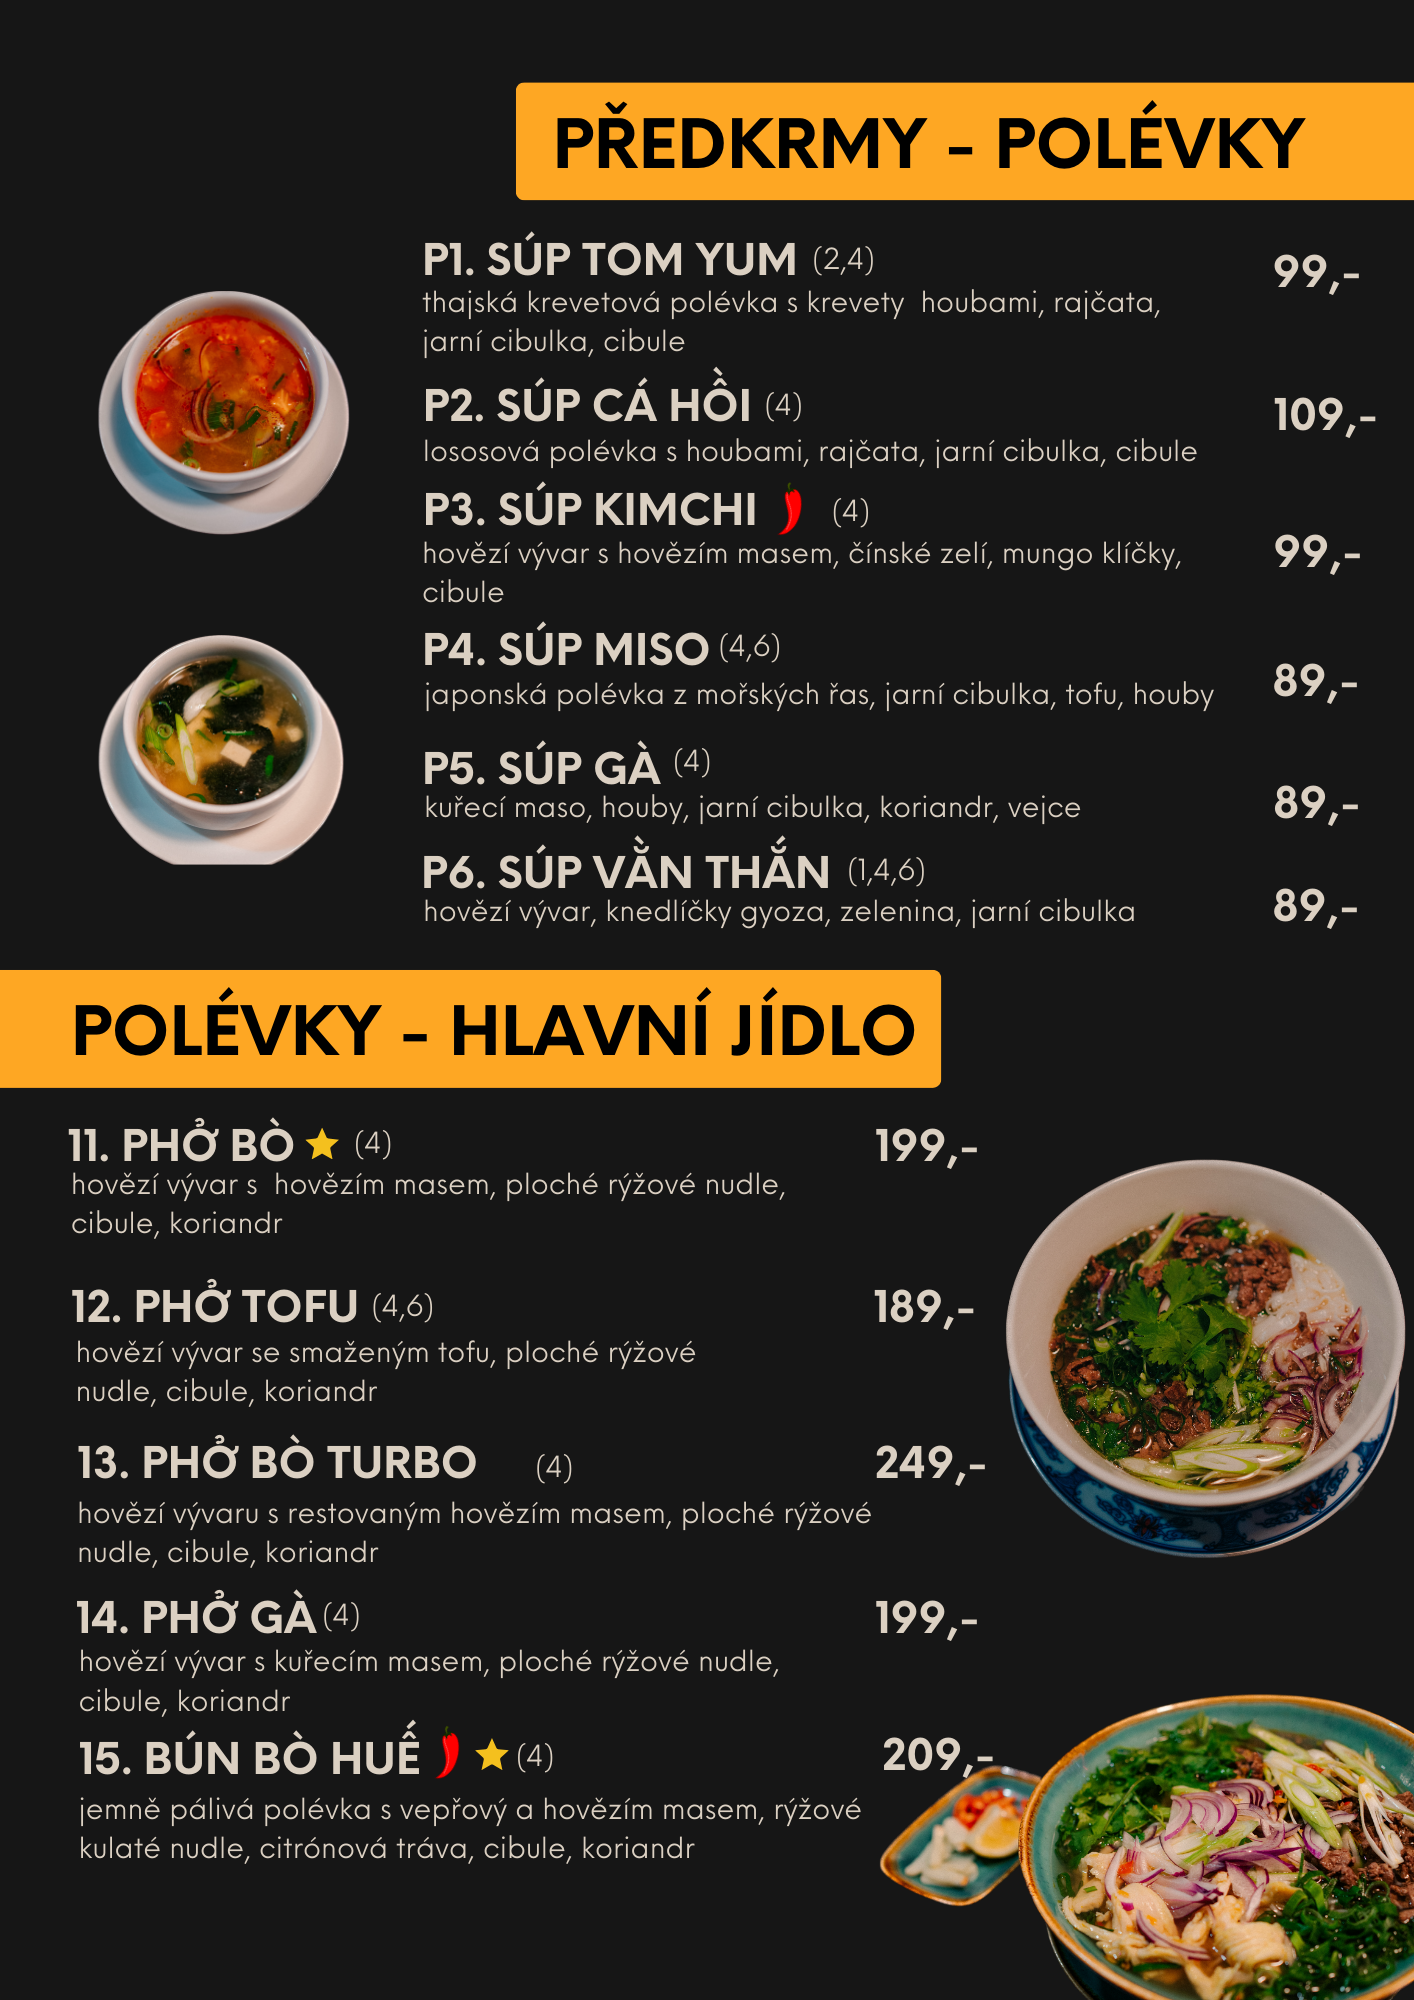 PŘEDKRMY - POLÉVKY
P1. SÚP TOM YUM (2,4) 99,-
thajská krevetová polévka s krevety houbami, rajčata,
jarní cibulka, cibule
P2. SÚP CÁ HỒI (4) 109,-
lososová polévka s houbami, rajčata, jarní cibulka, cibule
P3. SÚP KIMCHI (4) 99,-
hovězí vývar s hovězím masem, čínské zelí, mungo klíčky,
cibule
P4. SÚP MISO (4,6) 89,-
japonská polévka z mořských řas, jarní cibulka, tofu, houby
P5. SÚP GÀ (4) 89,-
kuřecí maso, houby, jarní cibulka, koriandr, vejce
P6. SÚP VẰN THẮN (1,4,6) 89,-
hovězí vývar, knedlíčky gyoza, zelenina, jarní cibulka
POLÉVKY - HLAVNÍ JÍDLO
11. PHỞ BÒ (4) 199,-
hovězí vývar s hovězím masem, ploché rýžové nudle,
cibule, koriandr
12. PHỞ TOFU (4,6) 189,-
hovězí vývar se smaženým tofu, ploché rýžové
nudle, cibule, koriandr
13. PHỞ BÒ TURBO (4) 249,-
hovězí vývaru s restovaným hovězím masem, ploché rýžové
nudle, cibule, koriandr
14. PHỞ GÀ (4) 199,-
hovězí vývar s kuřecím masem, ploché rýžové nudle,
cibule, koriandr
15. BÚN BÒ HUẾ (4) 209,-
jemně pálivá polévka s vepřový a hovězím masem, rýžové
kulaté nudle, citrónová tráva, cibule, koriandr